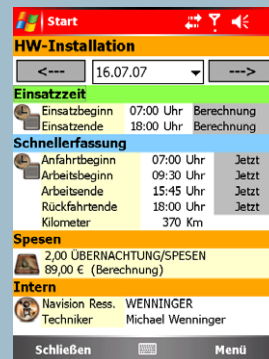 Start
HW-Installation
<--- 16.07.07 --->
Einsatzzeit
Einsatzbeginn 07:00 Uhr Berechnung
Einsatzende 18:00 Uhr Berechnung
Schnellerfassung
Anfahrtbeginn 07:00 Uhr Jetzt
Arbeitsbeginn 09:30 Uhr Jetzt
Arbeitsende 15:45 Uhr Jetzt
Rückfahrtende 18:00 Uhr Jetzt
Kilometer 370 Km
Spesen
2,00 ÜBERNACHTUNG/SPESEN
89,00 € (Berechnung)
Intern
Navision Ress. WENNINGER
Techniker Michael Wenninger
Schließen Menü